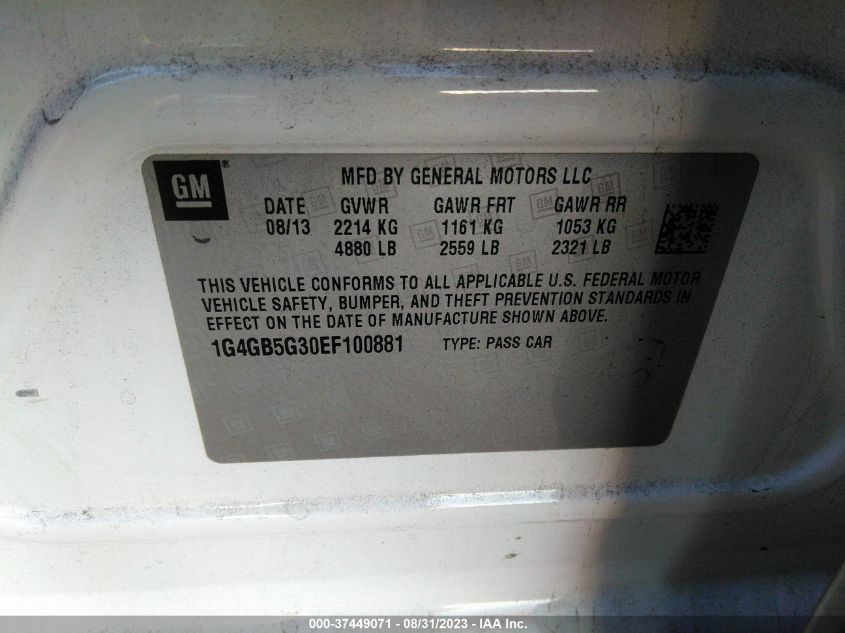 GM ® MFD BY GENERAL MOTORS LLC
DATE GVWR GAWR FRT GAWR RR
08/13 2214 KG 1161 KG 1053 KG
4880 LB 2559 LB 2321 LB
THIS VEHICLE CONFORMS TO ALL APPLICABLE U.S. FEDERAL MOTOR
VEHICLE SAFETY, BUMPER, AND THEFT PREVENTION STANDARDS IN
EFFECT ON THE DATE OF MANUFACTURE SHOWN ABOVE.
1G4GB5G30EF100881 TYPE: PASS CAR
000-37449071 - 08/31/2023 - IAA Inc.